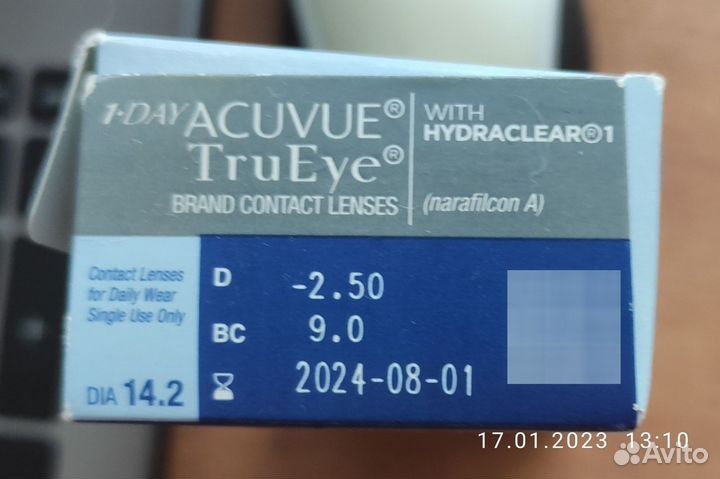 1·DAY ACUVUE®
TruEye®
BRAND CONTACT LENSES
WITH
HYDRACLEAR®1
(narafilcon A)
Contact Lenses
for Daily Wear
Single Use Only
DIA 14.2
D -2.50
BC 9.0
2024-08-01
17.01.2023 13:10
Avito